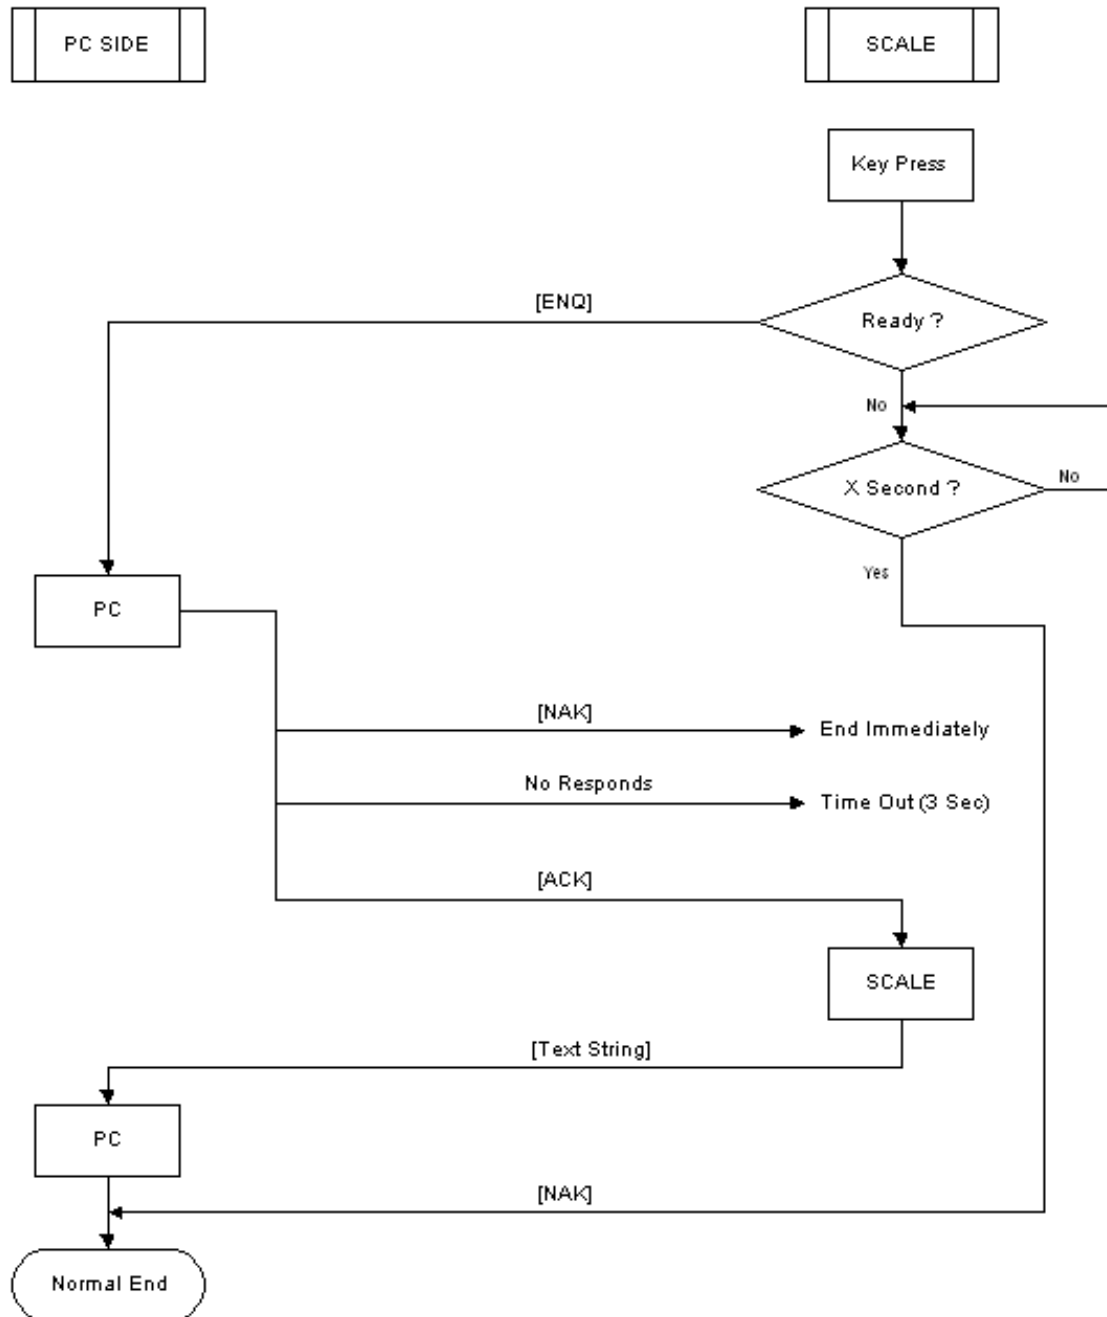 PC SIDE
SCALE
Key Press
[ENQ]
Ready ?
No
X Second ?
No
Yes
PC
[NAK]
End Immediately
No Responds
Time Out (3 Sec)
[ACK]
SCALE
[Text String]
PC
[NAK]
Normal End